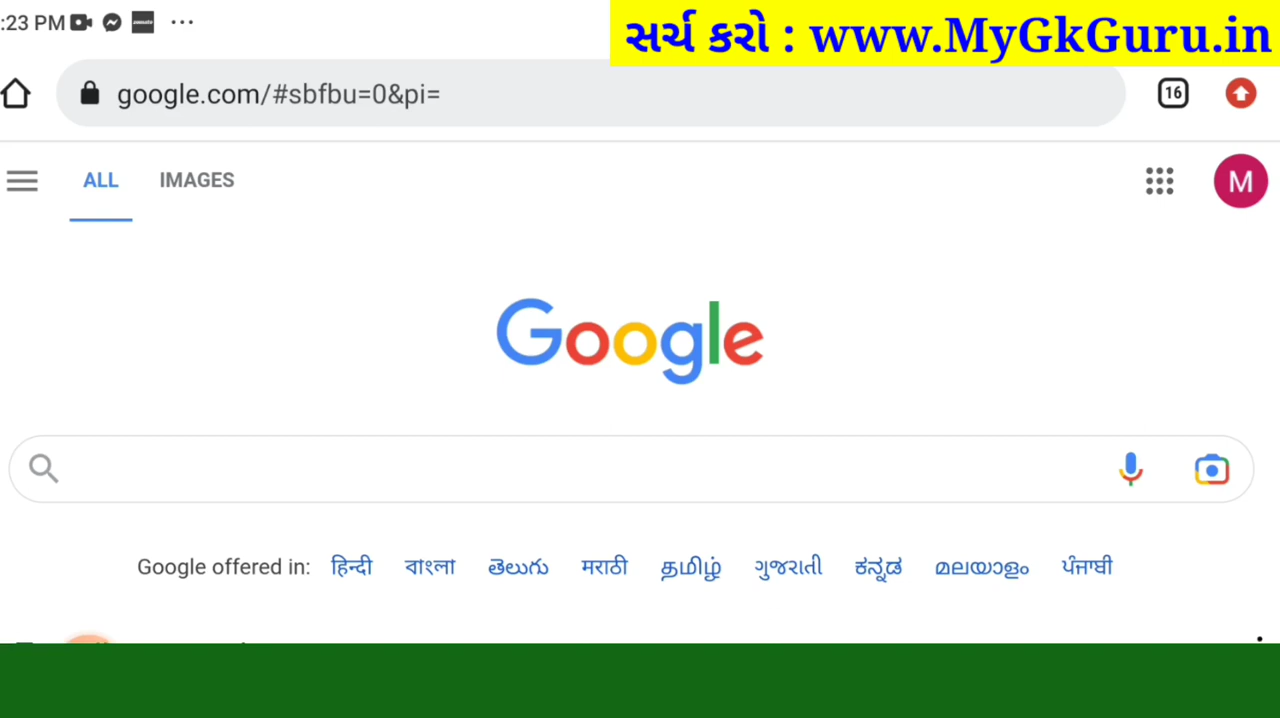 :23 PM
સર્ચ કરો : www.MyGkGuru.in
google.com/#sbfbu=0&pi=
16
ALL IMAGES
M
Google
Google offered in: हिन्दी বাংলা తెలుగు मराठी தமிழ் ગુજરાતી ಕನ್ನಡ മലയാളം ਪੰਜਾਬੀ